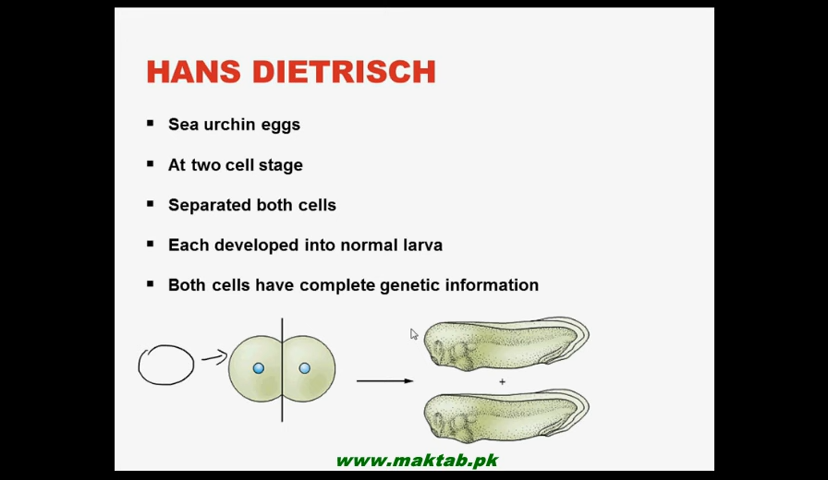 HANS DIETRISCH
▪ Sea urchin eggs
▪ At two cell stage
▪ Separated both cells
▪ Each developed into normal larva
▪ Both cells have complete genetic information
+
www.maktab.pk